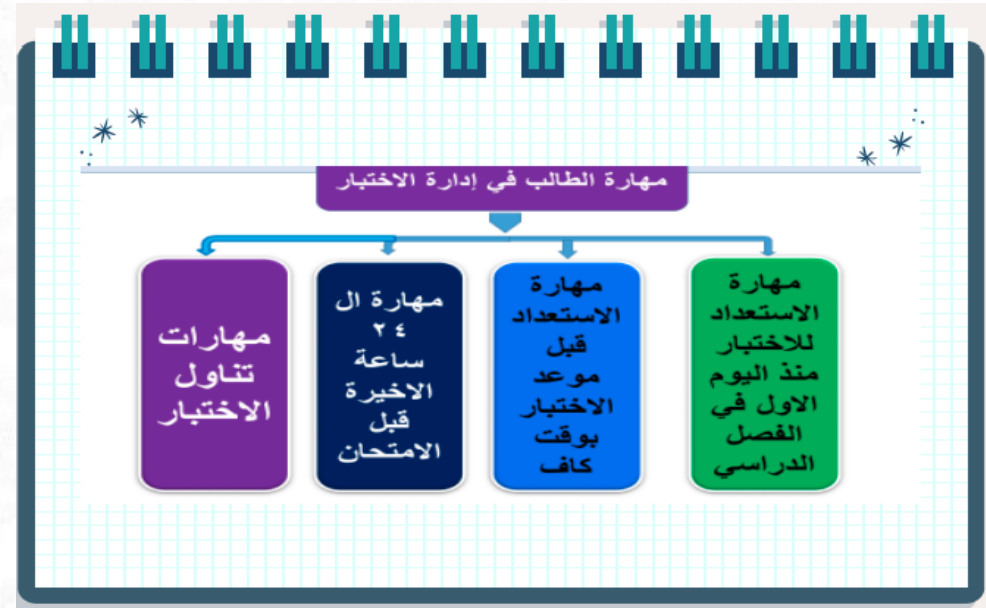 مهارة الطالب في إدارة الاختبار
مهارة
الاستعداد
للاختبار
منذ اليوم
الاول في
الفصل
الدراسي
مهارة
الاستعداد
قبل
موعد
الاختبار
بوقت
كاف
مهارة ال
٢٤
ساعة
الاخيرة
قبل
الامتحان
مهارات
تناول
الاختبار